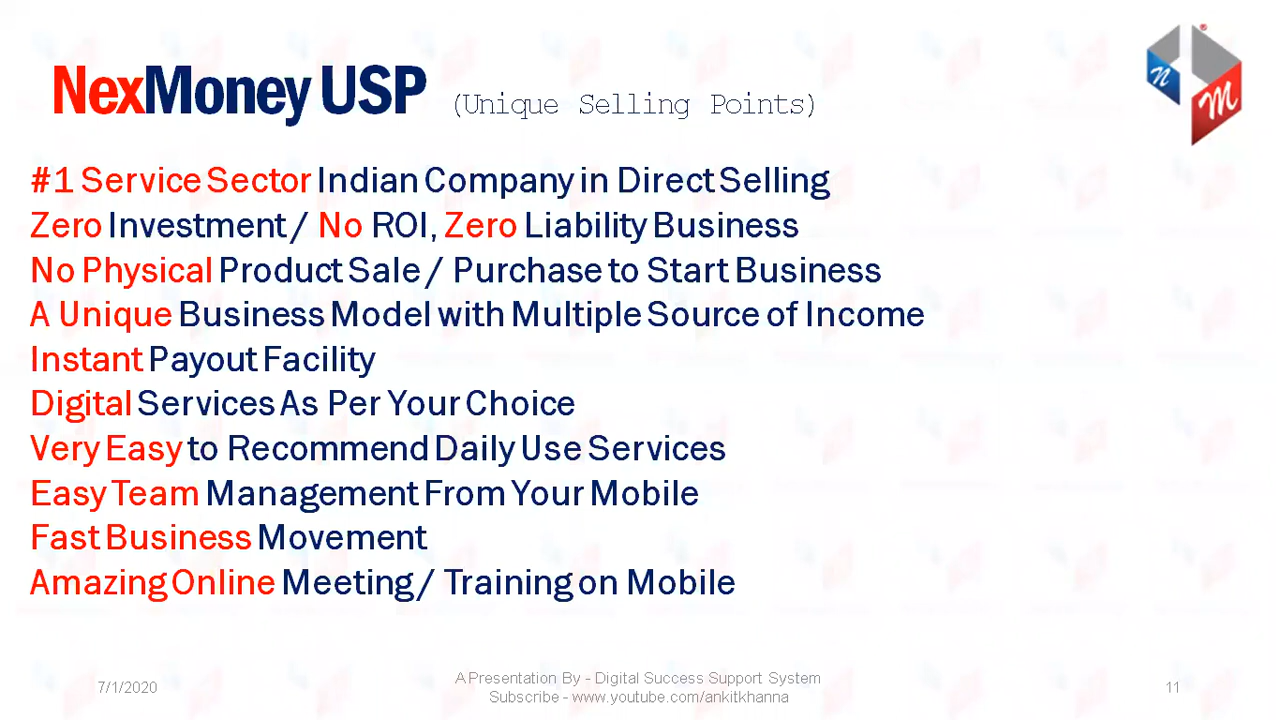 NexMoney USP (Unique Selling Points)
n
M
#1 Service Sector Indian Company in Direct Selling
Zero Investment / No ROI, Zero Liability Business
No Physical Product Sale / Purchase to Start Business
A Unique Business Model with Multiple Source of Income
Instant Payout Facility
Digital Services As Per Your Choice
Very Easy to Recommend Daily Use Services
Easy Team Management From Your Mobile
Fast Business Movement
Amazing Online Meeting / Training on Mobile
7/1/2020
A Presentation By - Digital Success Support System
Subscribe - www.youtube.com/ankitkhanna
11